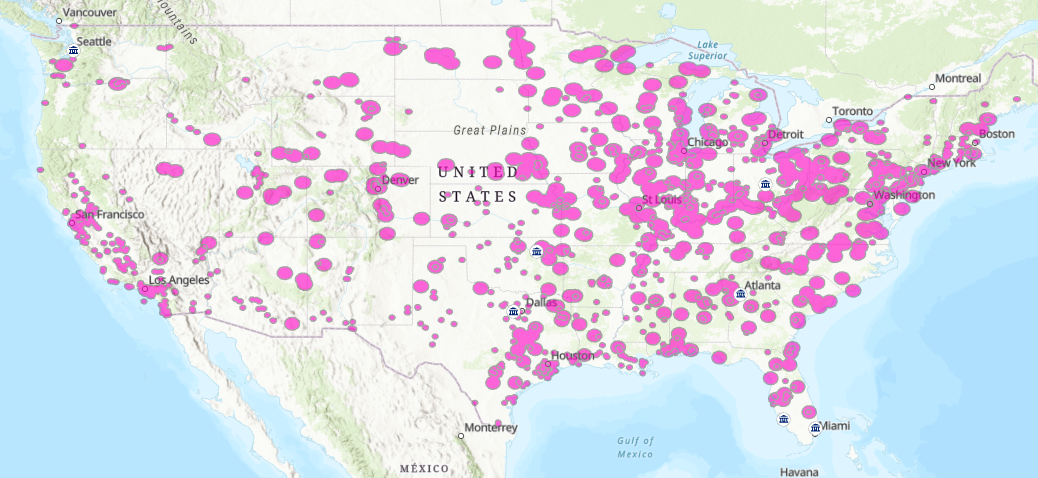 Vancouver
Seattle
Mountains
Lake
Superior
Montreal
Toronto
Great Plains
Chicago
Detroit
Boston
New York
UNITED
STATES
Denver
St Louis
Washington
San Francisco
Los Angeles
Atlanta
Dallas
Houston
Monterrey
Miami
Gulf of
Mexico
MÉXICO
Havana